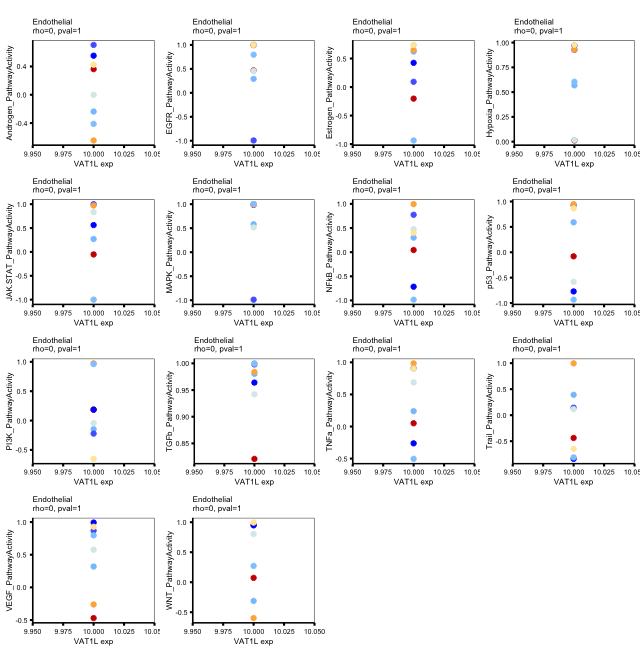 Endothelial
rho=0, pval=1
Androgen_PathwayActivity
0.4
0.0
-0.4
9.950 9.975 10.000 10.025 10.05
VAT1L exp
Endothelial
rho=0, pval=1
EGFR_PathwayActivity
1.0
0.5
0.0
-0.5
-1.0
9.950 9.975 10.000 10.025 10.05
VAT1L exp
Endothelial
rho=0, pval=1
Estrogen_PathwayActivity
0.5
0.0
-0.5
-1.0
9.950 9.975 10.000 10.025 10.05
VAT1L exp
Endothelial
rho=0, pval=1
Hypoxia_PathwayActivity
1.00
0.75
0.50
0.25
0.00
9.950 9.975 10.000 10.025 10.05
VAT1L exp
Endothelial
rho=0, pval=1
JAK.STAT_PathwayActivity
1.0
0.5
0.0
-0.5
-1.0
9.950 9.975 10.000 10.025 10.05
VAT1L exp
Endothelial
rho=0, pval=1
MAPK_PathwayActivity
1.0
0.5
0.0
-0.5
-1.0
9.950 9.975 10.000 10.025 10.05
VAT1L exp
Endothelial
rho=0, pval=1
NFkB_PathwayActivity
1.0
0.5
0.0
-0.5
-1.0
9.950 9.975 10.000 10.025 10.05
VAT1L exp
Endothelial
rho=0, pval=1
p53_PathwayActivity
1.0
0.5
0.0
-0.5
-1.0
9.950 9.975 10.000 10.025 10.05
VAT1L exp
Endothelial
rho=0, pval=1
PI3K_PathwayActivity
1.0
0.5
0.0
-0.5
9.950 9.975 10.000 10.025 10.05
VAT1L exp
Endothelial
rho=0, pval=1
TGFb_PathwayActivity
1.00
0.95
0.90
0.85
9.950 9.975 10.000 10.025 10.05
VAT1L exp
Endothelial
rho=0, pval=1
TNFa_PathwayActivity
1.0
0.5
0.0
-0.5
9.950 9.975 10.000 10.025 10.05
VAT1L exp
Endothelial
rho=0, pval=1
Trail_PathwayActivity
1.0
0.5
0.0
-0.5
9.950 9.975 10.000 10.025 10.05
VAT1L exp
Endothelial
rho=0, pval=1
VEGF_PathwayActivity
1.0
0.5
0.0
-0.5
9.950 9.975 10.000 10.025 10.05
VAT1L exp
Endothelial
rho=0, pval=1
WNT_PathwayActivity
1.0
0.5
0.0
-0.5
9.950 9.975 10.000 10.025 10.050
VAT1L exp